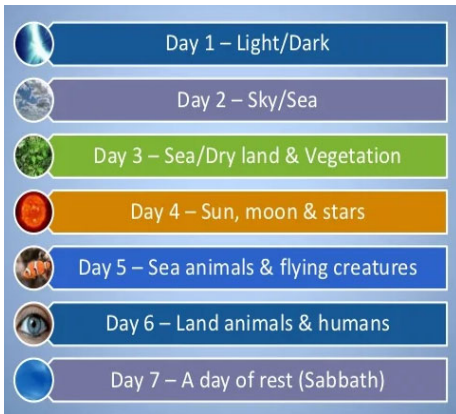 Day 1 – Light/Dark
Day 2 – Sky/Sea
Day 3 – Sea/Dry land & Vegetation
Day 4 – Sun, moon & stars
Day 5 – Sea animals & flying creatures
Day 6 – Land animals & humans
Day 7 – A day of rest (Sabbath)